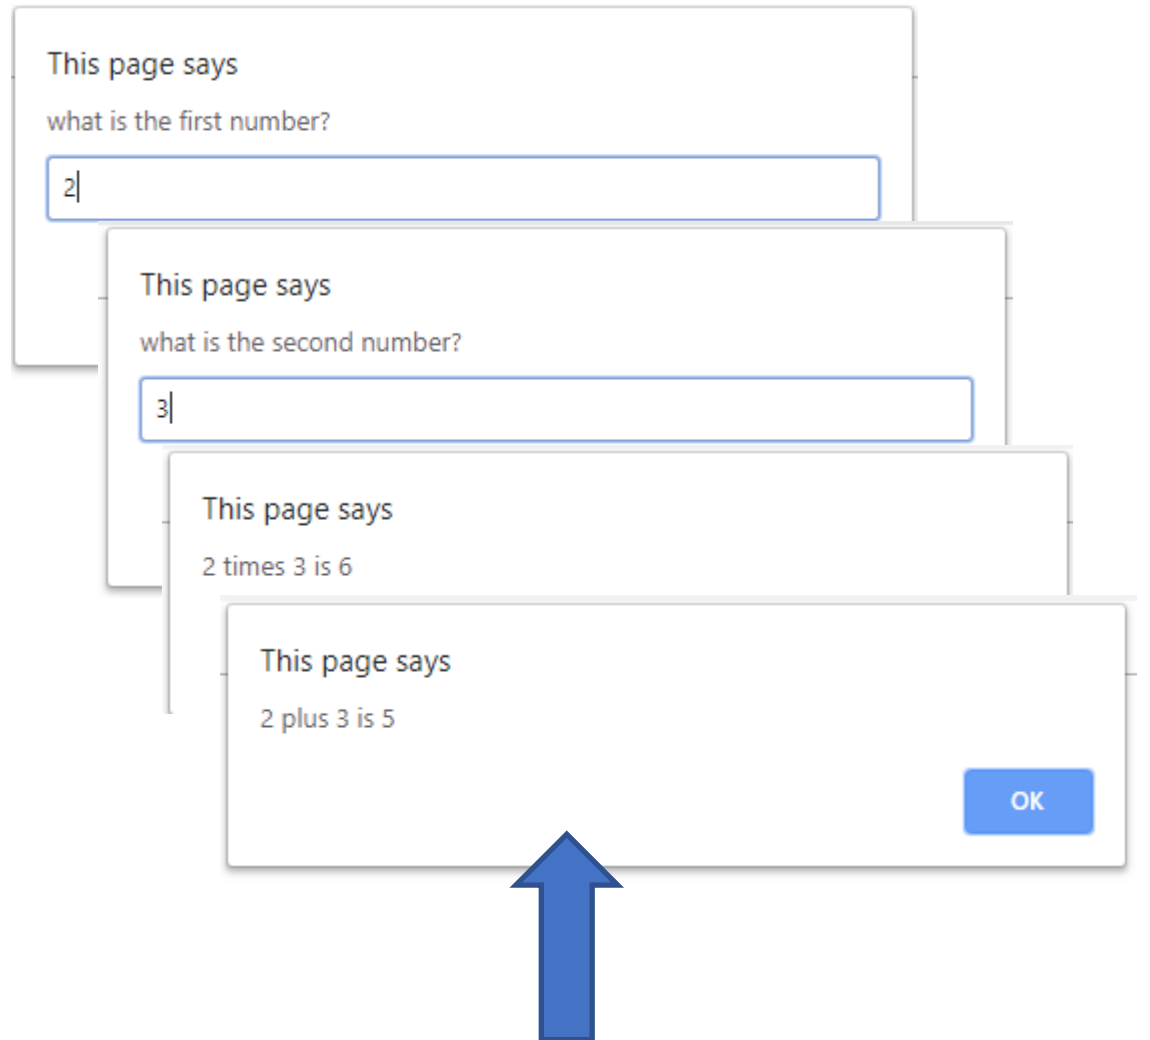 This page says
what is the first number?
2
This page says
what is the second number?
3
This page says
2 times 3 is 6
This page says
2 plus 3 is 5
OK